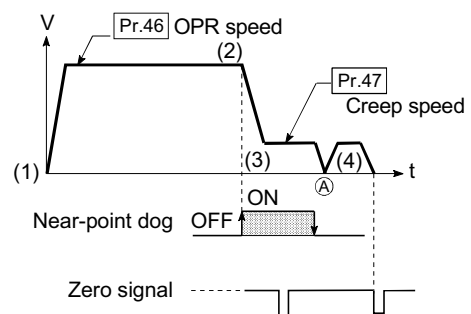 V
Pr.46 OPR speed
(2)
Pr.47
Creep speed
(1)
(3)
(4)
t
A
ON
Near-point dog OFF
Zero signal